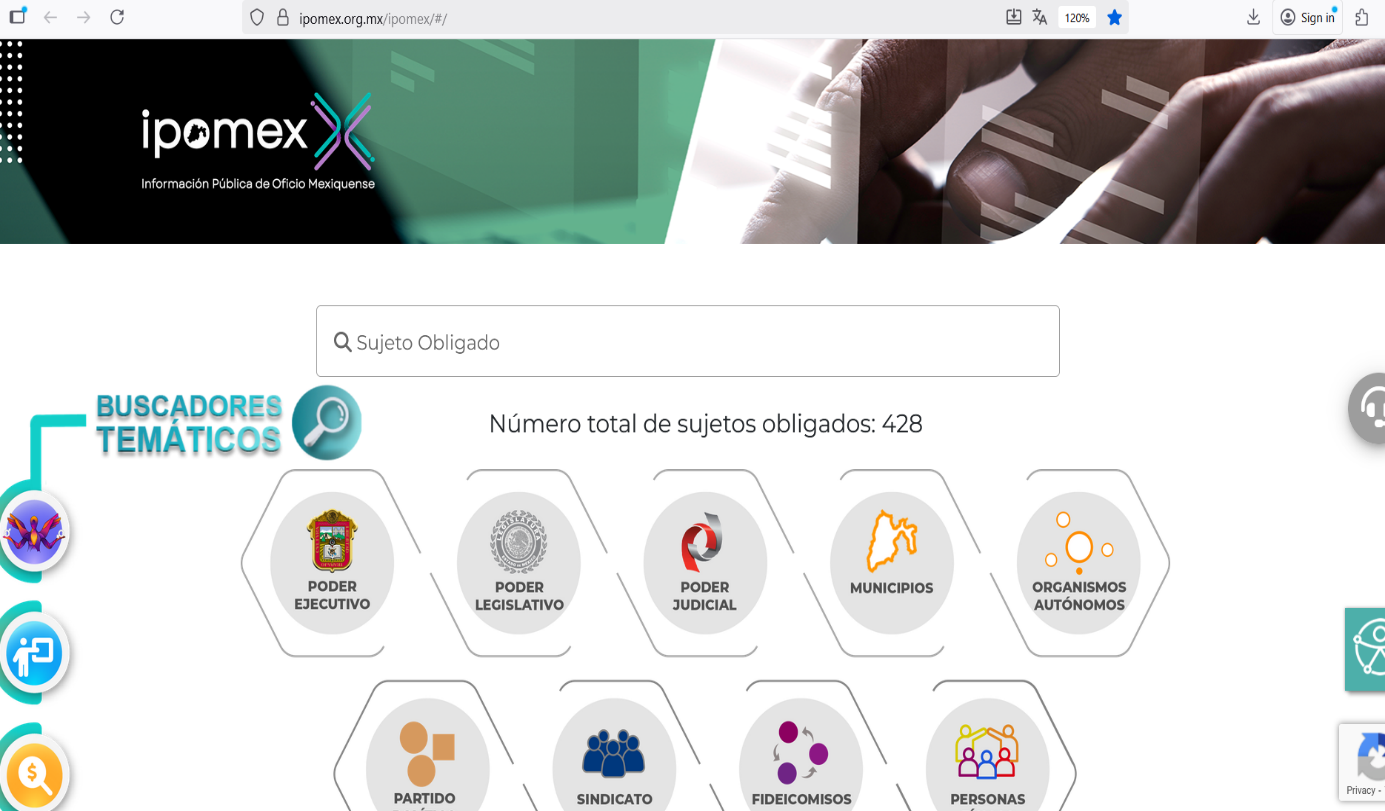 ipomex.org.mx/ipomex/#/
120%
Sign in
ipomex
Información Pública de Oficio Mexiquense
Sujeto Obligado
BUSCADORES
TEMÁTICOS
Número total de sujetos obligados: 428
PODER
EJECUTIVO
PODER
LEGISLATIVO
PODER
JUDICIAL
MUNICIPIOS
ORGANISMOS
AUTÓNOMOS
PARTIDO
SINDICATO
FIDEICOMISOS
PERSONAS
Privacy -